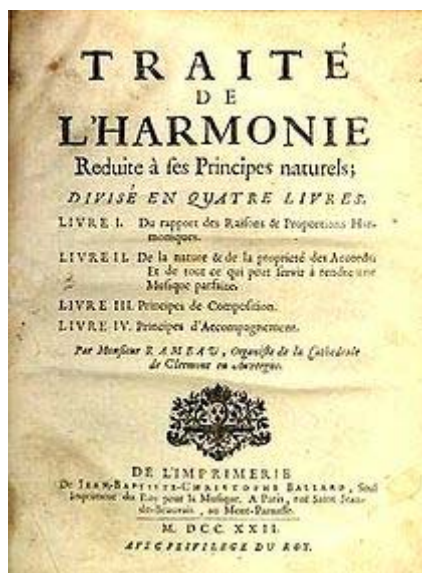 TRAITÉ
DE
L'HARMONIE
Reduite à ſes Principes naturels;
DIVISÉ EN QUATRE LIVRES.
LIVRE I. Du rapport des Raiſons & Proportions Har-
moniques.
LIVRE II. De la nature & de la proprieté des Accords;
Et de tout ce qui peut ſervir à rendre une
Muſique parfaite.
LIVRE III. Principes de Compoſition.
LIVRE IV. Principes d'Accompagnement.
Par Monſieur RAMEAU, Organiſte de la Cathedrale
de Clermont en Auvergne.
DE L'IMPRIMERIE
De JEAN-BAPTISTE-CHRISTOPHE BALLARD, Seul
Imprimeur du Roy pour la Muſique. A Paris, ruë Saint Jean-
de-Beauvais, au Mont-Parnaſſe.
M. DCC. XXII.
AVEC PRIVILEGE DU ROY.